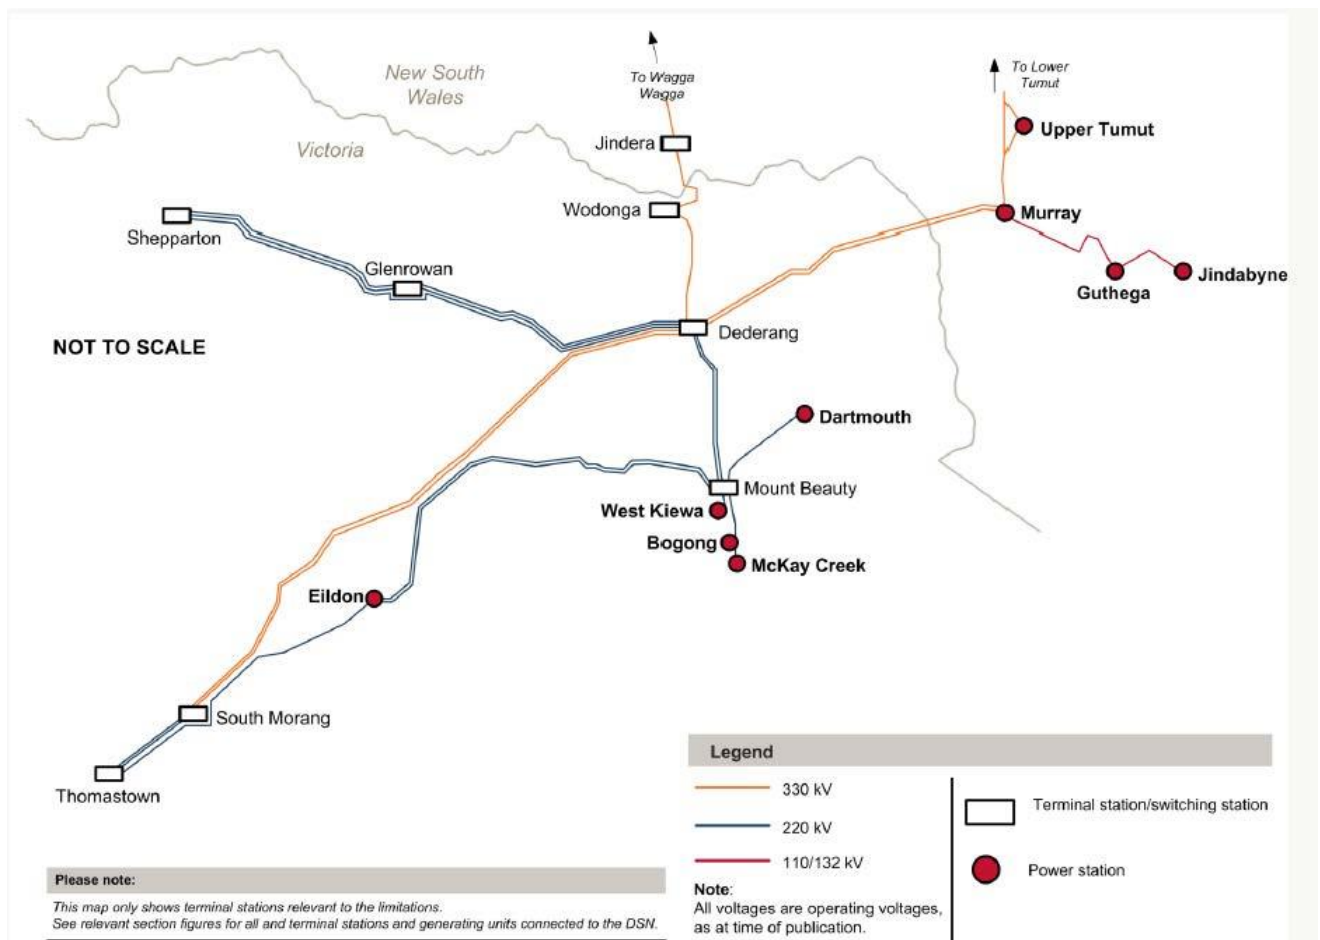 New South
Wales
Victoria
To Wagga
Wagga
To Lower
Tumut
Jindera
Upper Tumut
Wodonga
Murray
Shepparton
Glenrowan
Guthega
Jindabyne
NOT TO SCALE
Dederang
Dartmouth
Mount Beauty
West Kiewa
Bogong
McKay Creek
Eildon
South Morang
Thomastown
Legend
330 kV
220 kV
110/132 kV
Terminal station/switching station
Power station
Note:
All voltages are operating voltages,
as at time of publication.
Please note:
This map only shows terminal stations relevant to the limitations.
See relevant section figures for all and terminal stations and generating units connected to the DSN.